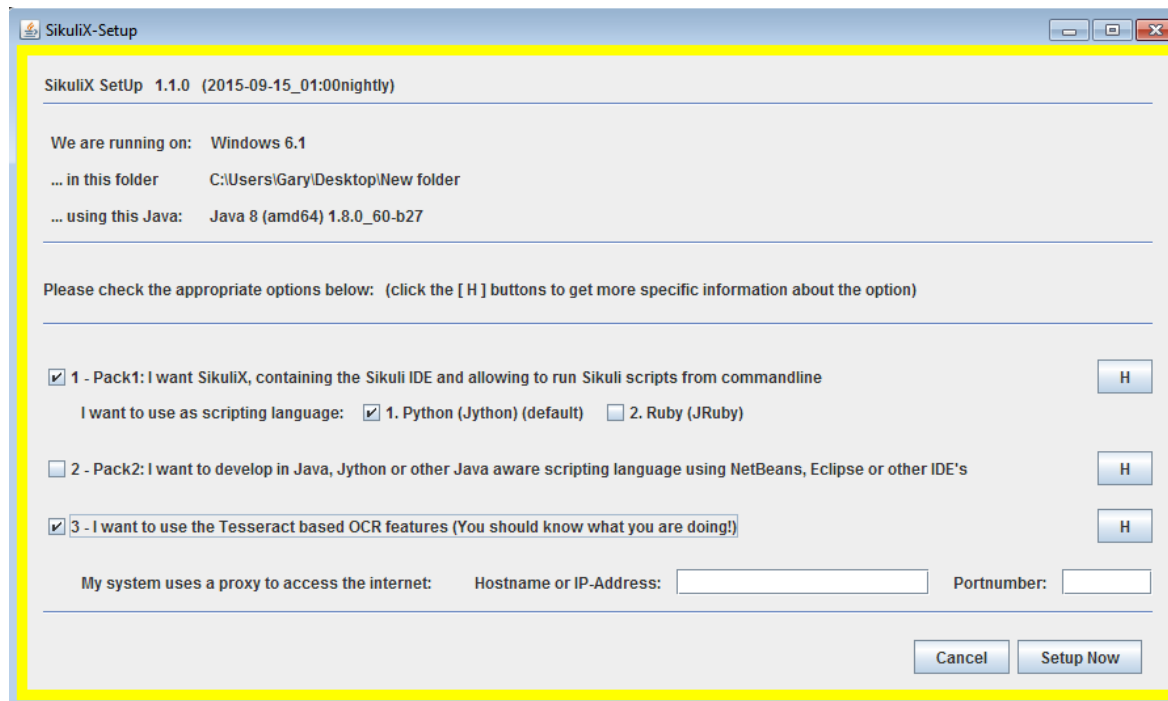 SikuliX-Setup
SikuliX SetUp 1.1.0 (2015-09-15_01:00nightly)
We are running on: Windows 6.1
... in this folder C:\Users\Gary\Desktop\New folder
... using this Java: Java 8 (amd64) 1.8.0_60-b27
Please check the appropriate options below: (click the [ H ] buttons to get more specific information about the option)
1 - Pack1: I want SikuliX, containing the Sikuli IDE and allowing to run Sikuli scripts from commandline H
I want to use as scripting language: 1. Python (Jython) (default) 2. Ruby (JRuby)
2 - Pack2: I want to develop in Java, Jython or other Java aware scripting language using NetBeans, Eclipse or other IDE's H
3 - I want to use the Tesseract based OCR features (You should know what you are doing!) H
My system uses a proxy to access the internet: Hostname or IP-Address: Portnumber:
Cancel Setup Now